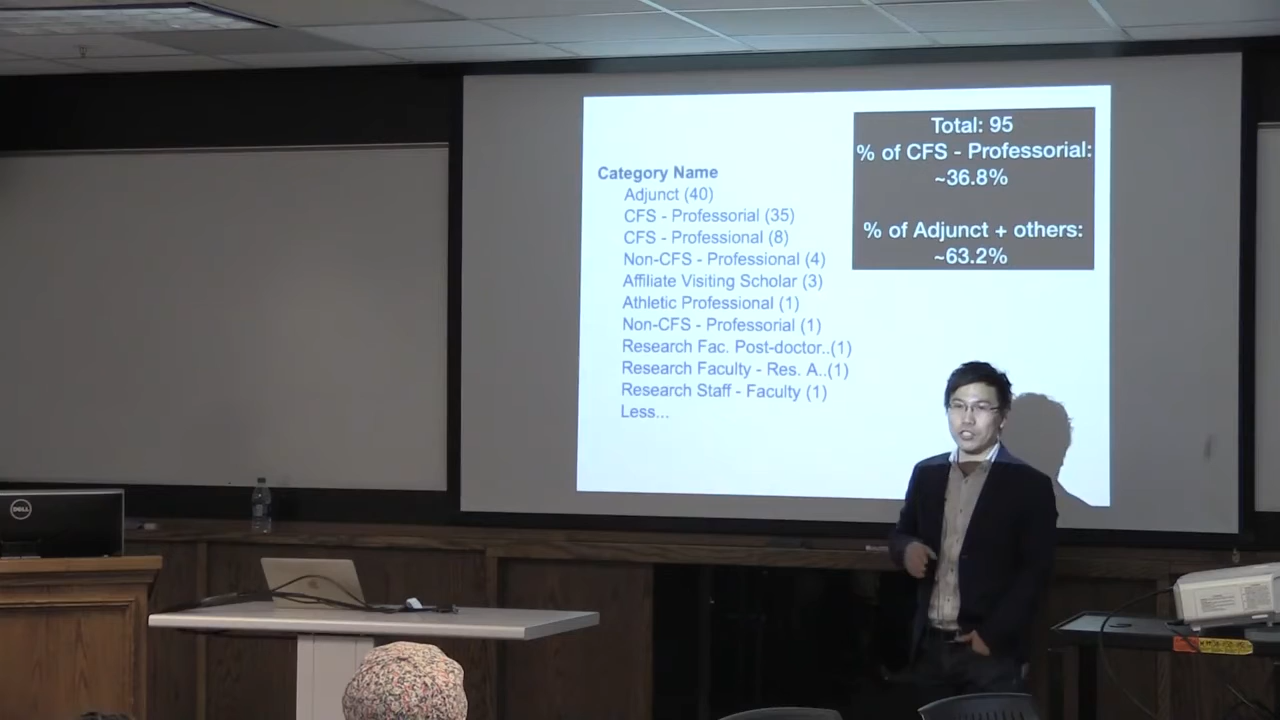 Total: 95
% of CFS - Professorial:
~36.8%
% of Adjunct + others:
~63.2%
Category Name
Adjunct (40)
CFS - Professorial (35)
CFS - Professional (8)
Non-CFS - Professional (4)
Affiliate Visiting Scholar (3)
Athletic Professional (1)
Non-CFS - Professorial (1)
Research Fac. Post-doctor..(1)
Research Faculty - Res. A..(1)
Research Staff - Faculty (1)
Less...
DELL